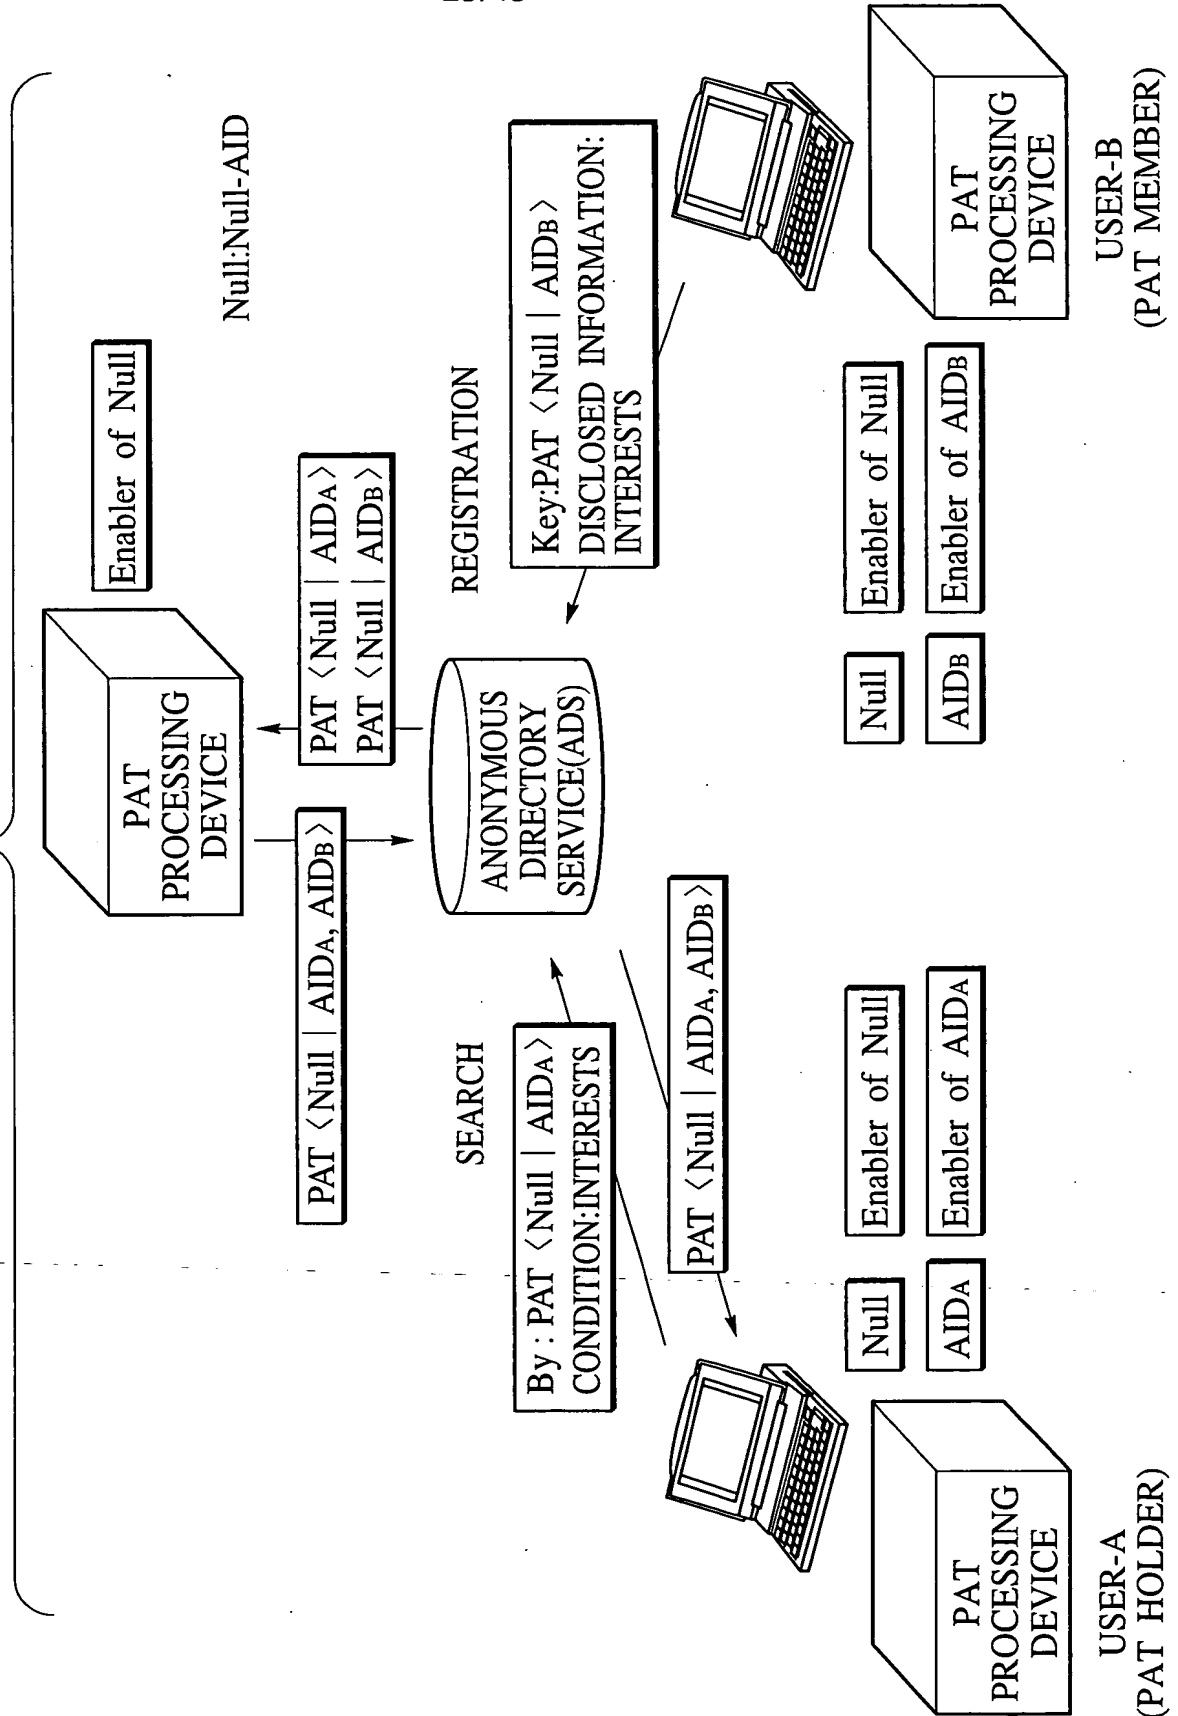 Null:Null-AID
Enabler of Null
PAT
PROCESSING
DEVICE
PAT <Null | AIDA, AIDB>
PAT <Null | AIDA>
PAT <Null | AIDB>
ANONYMOUS
DIRECTORY
SERVICE(ADS)
SEARCH
By : PAT <Null | AIDA>
CONDITION:INTERESTS
PAT <Null | AIDA, AIDB>
REGISTRATION
Key:PAT <Null | AIDB>
DISCLOSED INFORMATION:
INTERESTS
Null
Enabler of Null
AIDA
Enabler of AIDA
PAT
PROCESSING
DEVICE
USER-A
(PAT HOLDER)
Null
Enabler of Null
AIDB
Enabler of AIDB
PAT
PROCESSING
DEVICE
USER-B
(PAT MEMBER)